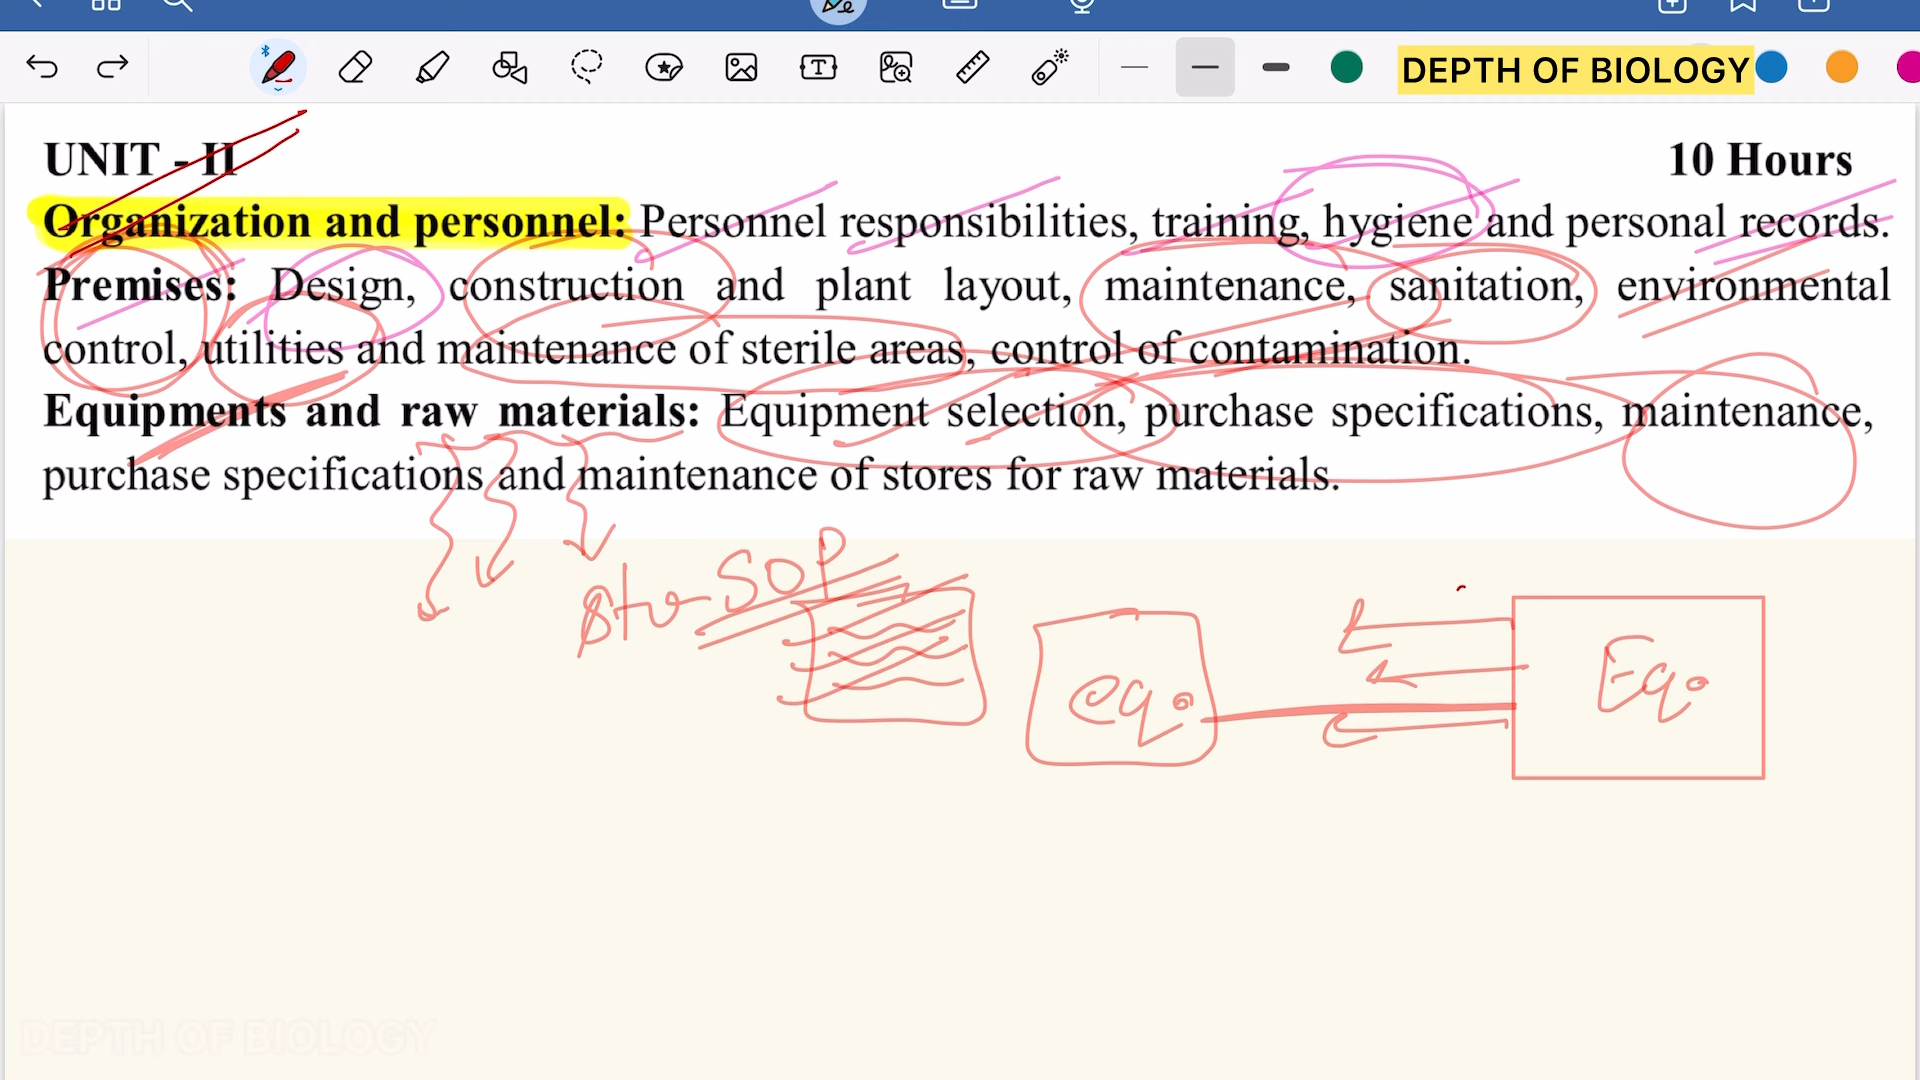 DEPTH OF BIOLOGY
UNIT - II 10 Hours
Organization and personnel: Personnel responsibilities, training, hygiene and personal records.
Premises: Design, construction and plant layout, maintenance, sanitation, environmental
control, utilities and maintenance of sterile areas, control of contamination.
Equipments and raw materials: Equipment selection, purchase specifications, maintenance,
purchase specifications and maintenance of stores for raw materials.
SOP
eq.
Eq.
DEPTH OF BIOLOGY